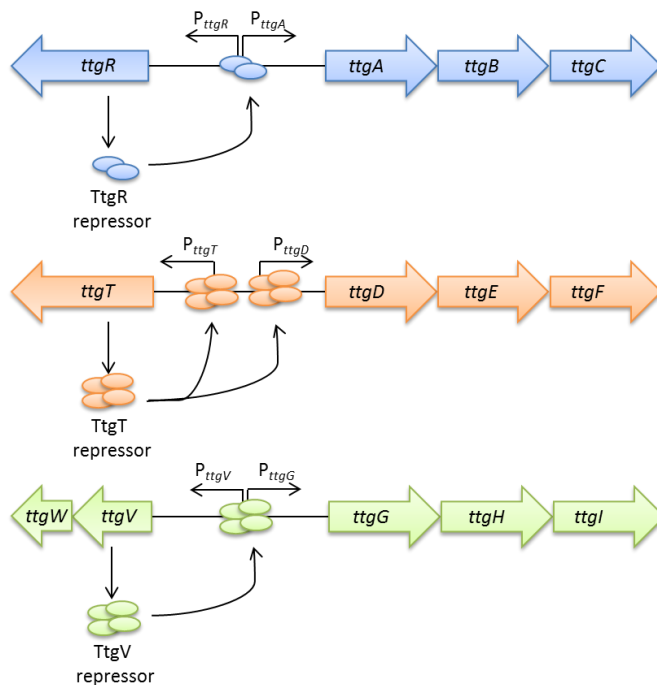 PttgR PttgA
ttgR ttgA ttgB ttgC
TtgR
repressor
PttgT PttgD
ttgT ttgD ttgE ttgF
TtgT
repressor
PttgV PttgG
ttgW ttgV ttgG ttgH ttgI
TtgV
repressor